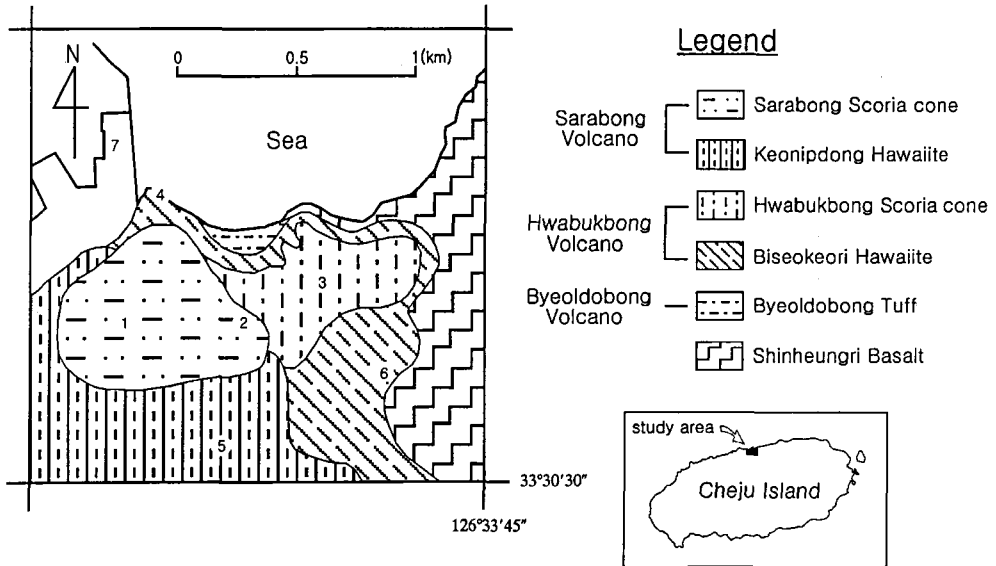 N
0 0.5 1(km)
7
Sea
4
1
2
3
6
5
33°30′30″
126°33′45″
Legend
Sarabong
Volcano
Sarabong Scoria cone
Keonipdong Hawaiite
Hwabukbong
Volcano
Hwabukbong Scoria cone
Biseokeori Hawaiite
Byeoldobong
Volcano
Byeoldobong Tuff
Shinheungri Basalt
study area
Cheju Island